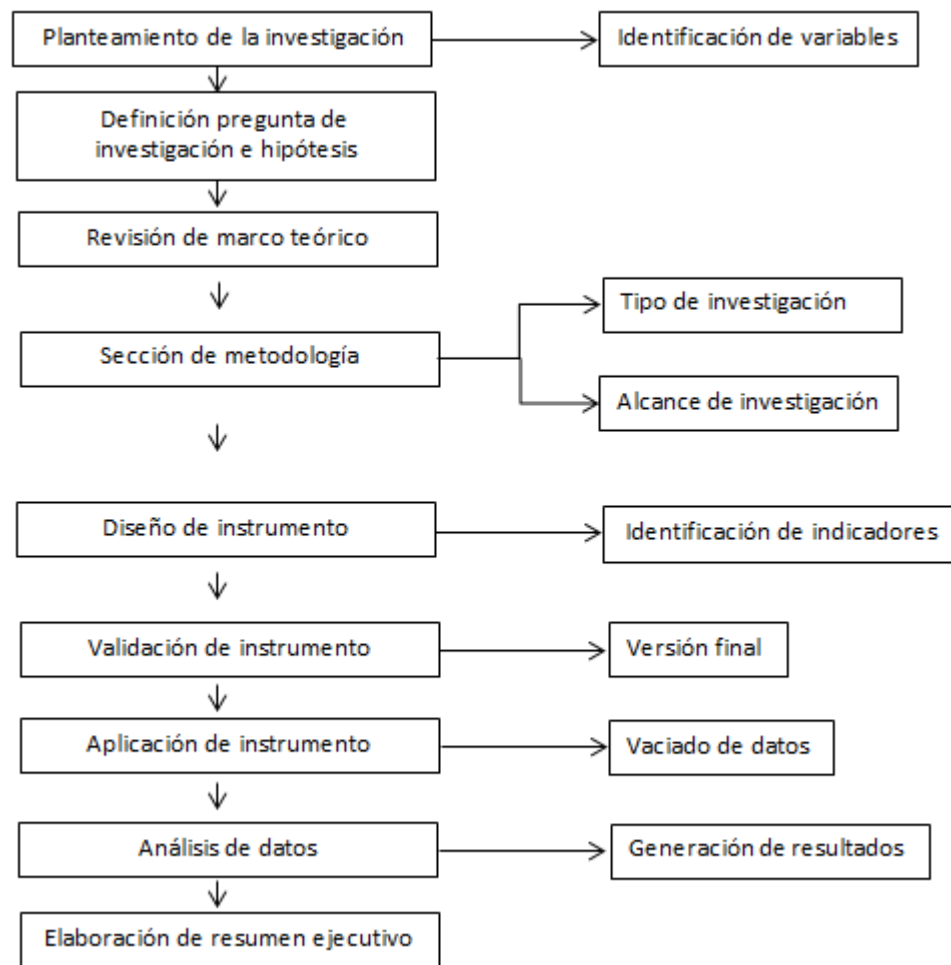 Planteamiento de la investigación
Identificación de variables
Definición pregunta de
investigación e hipótesis
Revisión de marco teórico
Tipo de investigación
Sección de metodología
Alcance de investigación
Diseño de instrumento
Identificación de indicadores
Validación de instrumento
Versión final
Aplicación de instrumento
Vaciado de datos
Análisis de datos
Generación de resultados
Elaboración de resumen ejecutivo